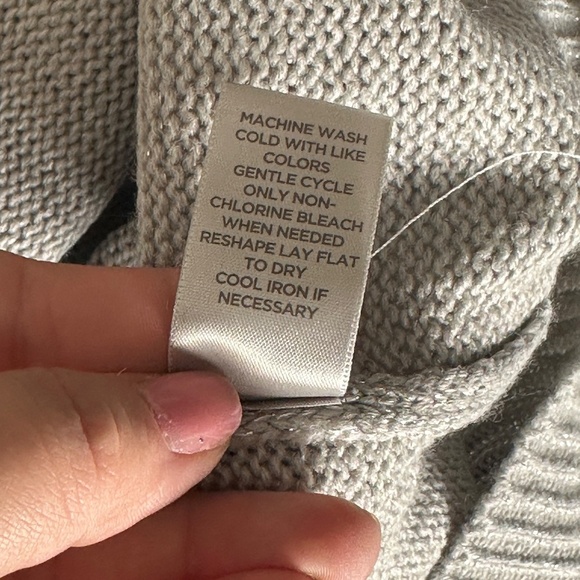 MACHINE WASH
COLD WITH LIKE
COLORS
GENTLE CYCLE
ONLY NON-
CHLORINE BLEACH
WHEN NEEDED
RESHAPE LAY FLAT
TO DRY
COOL IRON IF
NECESSARY